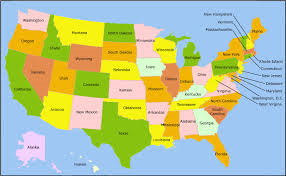 Washington
Montana
North Dakota
Minnesota
New Hampshire
Vermont
Massachusetts
Maine
Oregon
Idaho
South Dakota
Wisconsin
Michigan
New York
Rhode Island
Connecticut
New Jersey
Delaware
Maryland
Washington, D.C.
West Virginia
Wyoming
Iowa
Nebraska
Pennsylvania
Nevada
Utah
Colorado
Illinois
Indiana
Ohio
Virginia
California
Kansas
Missouri
Kentucky
North Carolina
Tennessee
Arizona
New Mexico
Oklahoma
Arkansas
South Carolina
Mississippi
Alabama
Georgia
Texas
Louisiana
Florida
Alaska
Hawaii